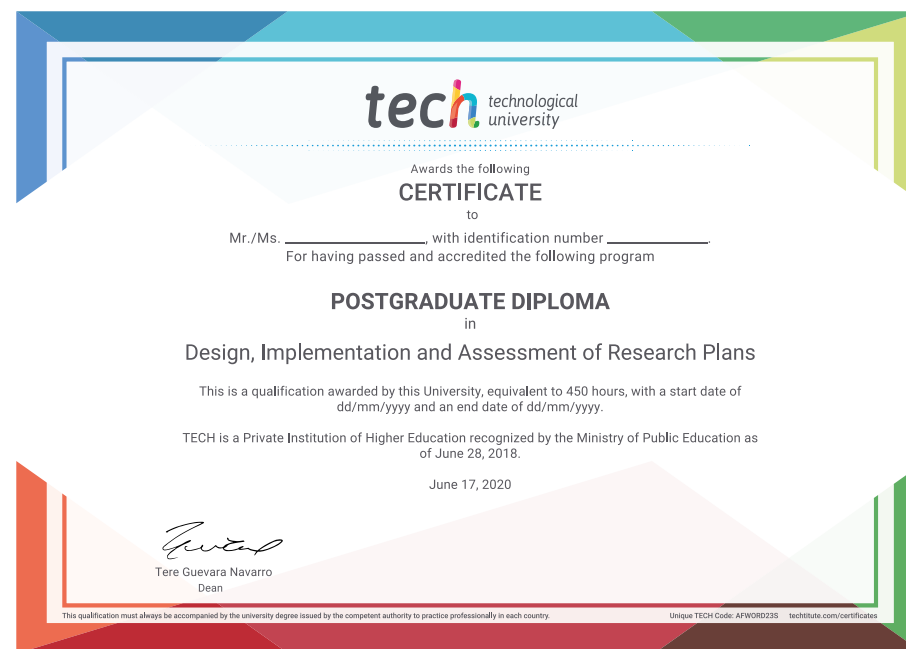 tech technological
university
Awards the following
CERTIFICATE
to
Mr./Ms. ____________________, with identification number ______________.
For having passed and accredited the following program
POSTGRADUATE DIPLOMA
in
Design, Implementation and Assessment of Research Plans
This is a qualification awarded by this University, equivalent to 450 hours, with a start date of
dd/mm/yyyy and an end date of dd/mm/yyyy.
TECH is a Private Institution of Higher Education recognized by the Ministry of Public Education as
of June 28, 2018.
June 17, 2020
Tere Guevara Navarro
Dean
This qualification must always be accompanied by the university degree issued by the competent authority to practice professionally in each country. Unique TECH Code: AFWORD23S techtitute.com/certificates